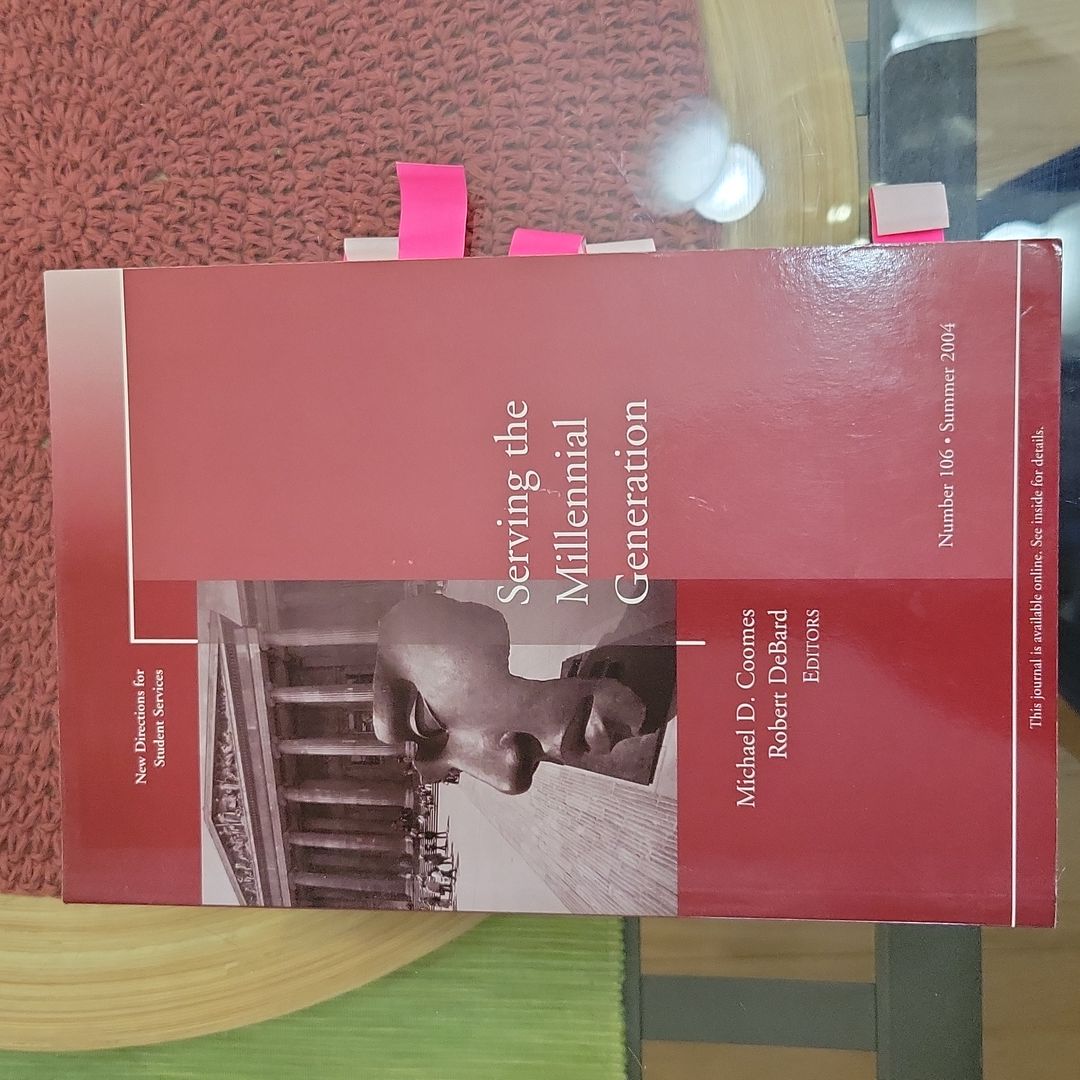 New Directions for
Student Services
Serving the
Millennial
Generation
Michael D. Coomes
Robert DeBard
EDITORS
Number 106 • Summer 2004
This journal is available online. See inside for details.